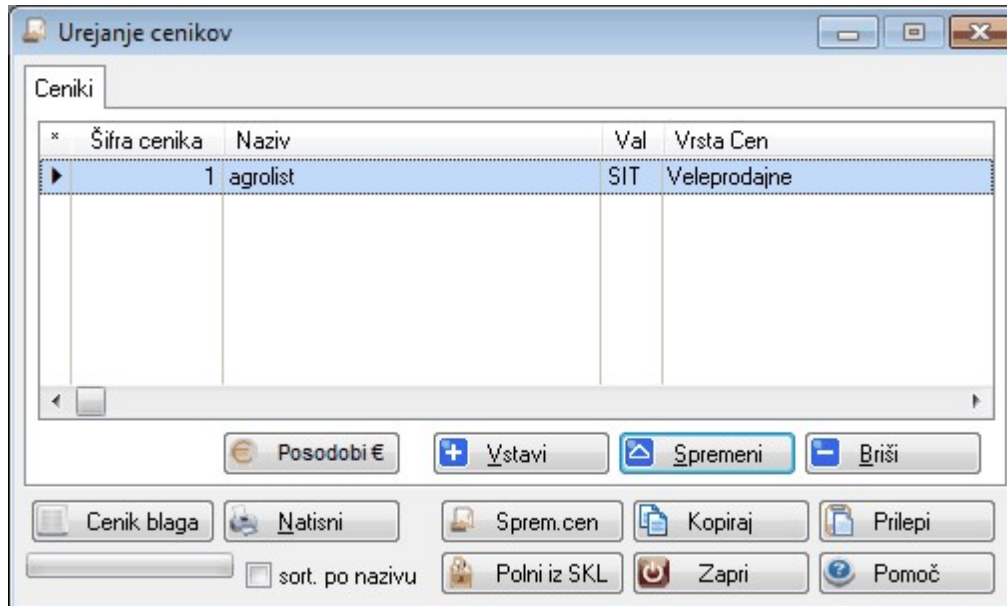 Urejanje cenikov
Ceniki
* Šifra cenika Naziv Val Vrsta Cen
1 agrolist SIT Veleprodajne
Posodobi € Vstavi Spremeni Briši
Cenik blaga Natisni Sprem.cen Kopiraj Prilepi
sort. po nazivu Polni iz SKL Zapri Pomoč